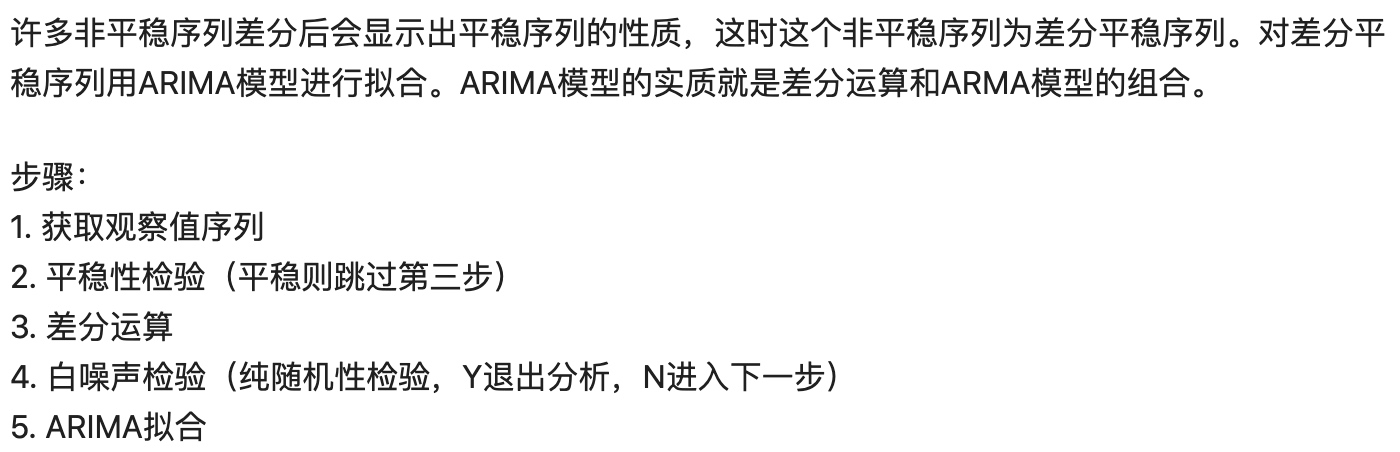 许多非平稳序列差分后会显示出平稳序列的性质，这时这个非平稳序列为差分平稳序列。对差分平
稳序列用ARIMA模型进行拟合。ARIMA模型的实质就是差分运算和ARMA模型的组合。
步骤：
1. 获取观察值序列
2. 平稳性检验（平稳则跳过第三步）
3. 差分运算
4. 白噪声检验（纯随机性检验，Y退出分析，N进入下一步）
5. ARIMA拟合